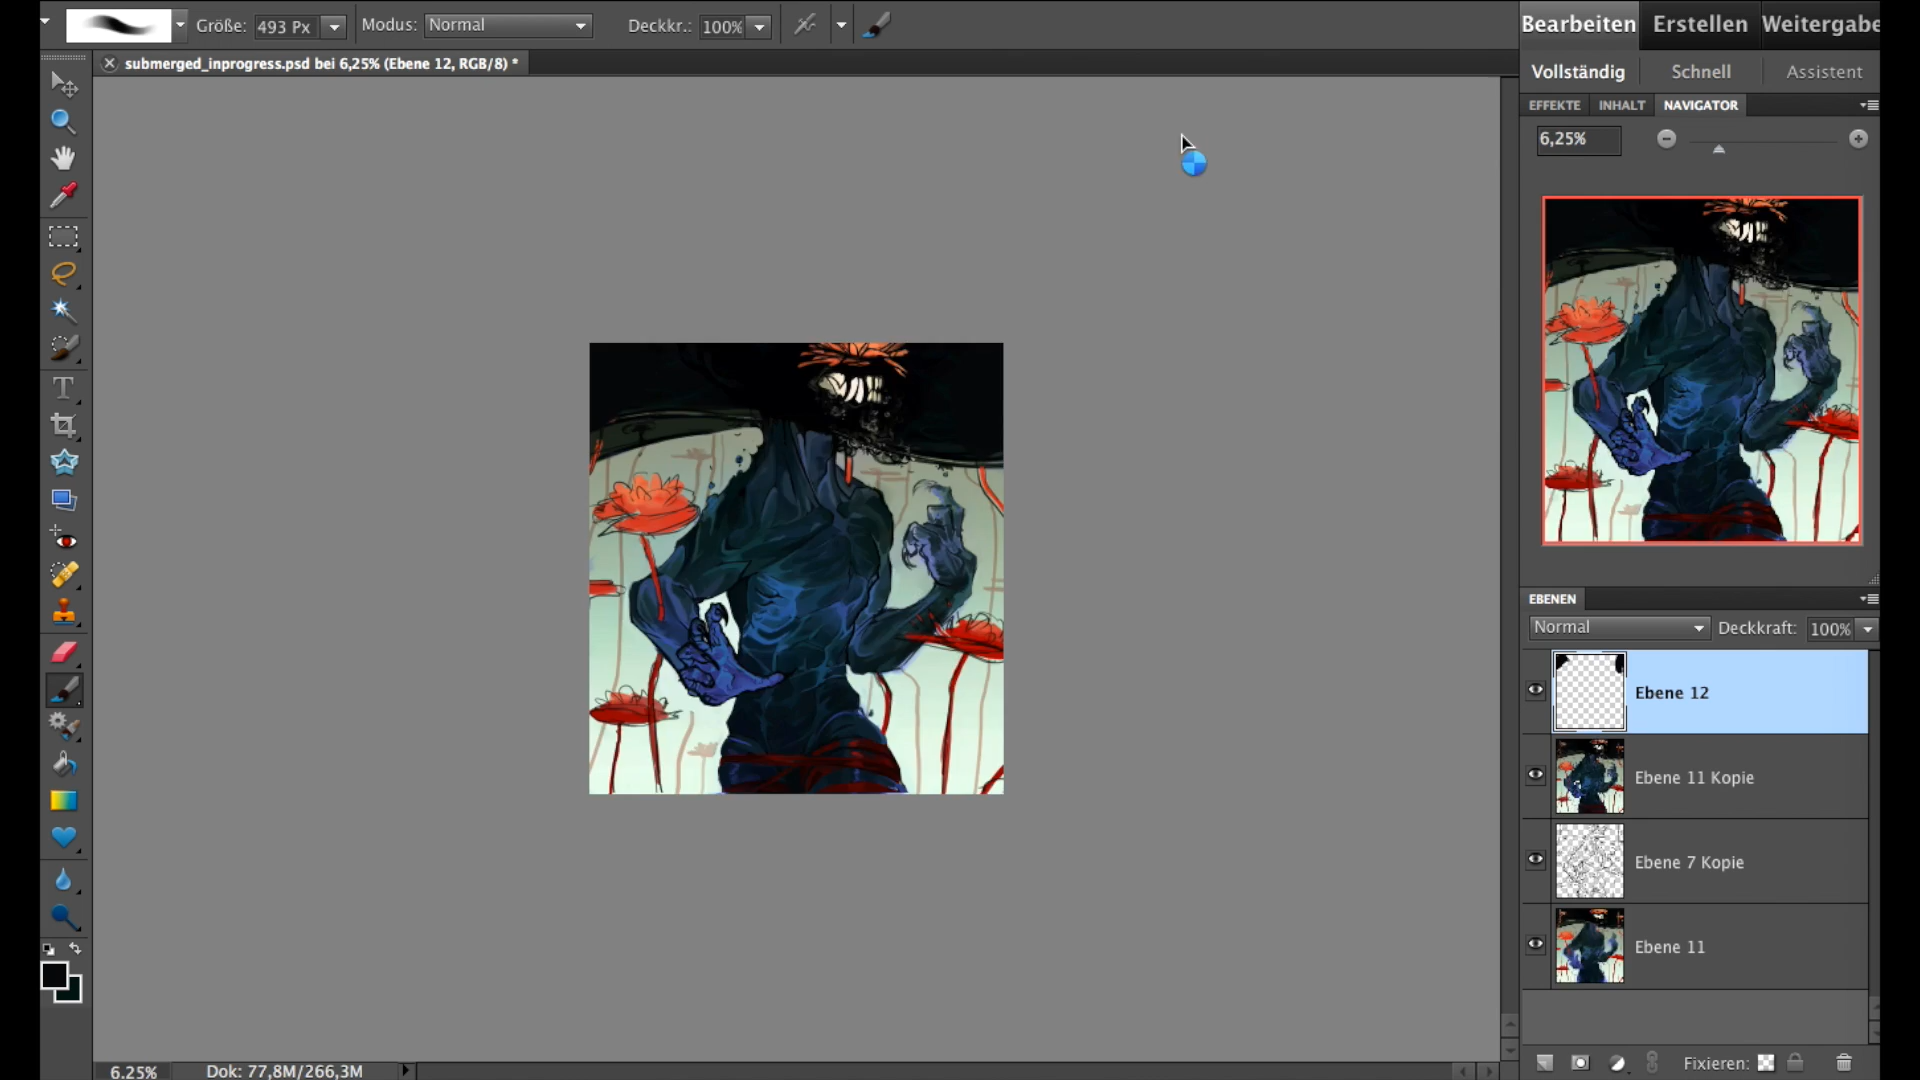 Größe: 493 Px Modus: Normal Deckkr.: 100%
Bearbeiten Erstellen Weitergabe
submerged_inprogress.psd bei 6,25% (Ebene 12, RGB/8) *
Vollständig Schnell Assistent
EFFEKTE INHALT NAVIGATOR
6,25%
T
EBENEN
Normal Deckkraft: 100%
Ebene 12
Ebene 11 Kopie
Ebene 7 Kopie
Ebene 11
Fixieren:
6.25% Dok: 77,8M/266,3M